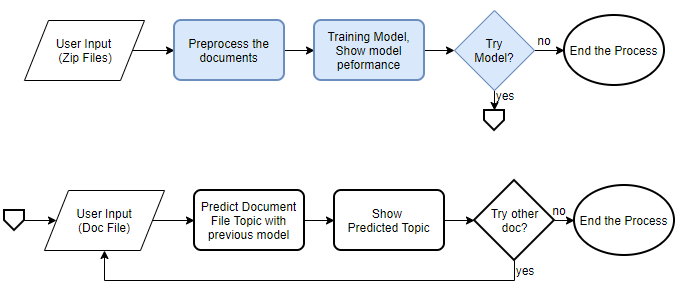 User Input
(Zip Files)
Preprocess the
documents
Training Model,
Show model
peformance
Try
Model?
no
End the Process
yes
User Input
(Doc File)
Predict Document
File Topic with
previous model
Show
Predicted Topic
Try other
doc?
no
End the Process
yes